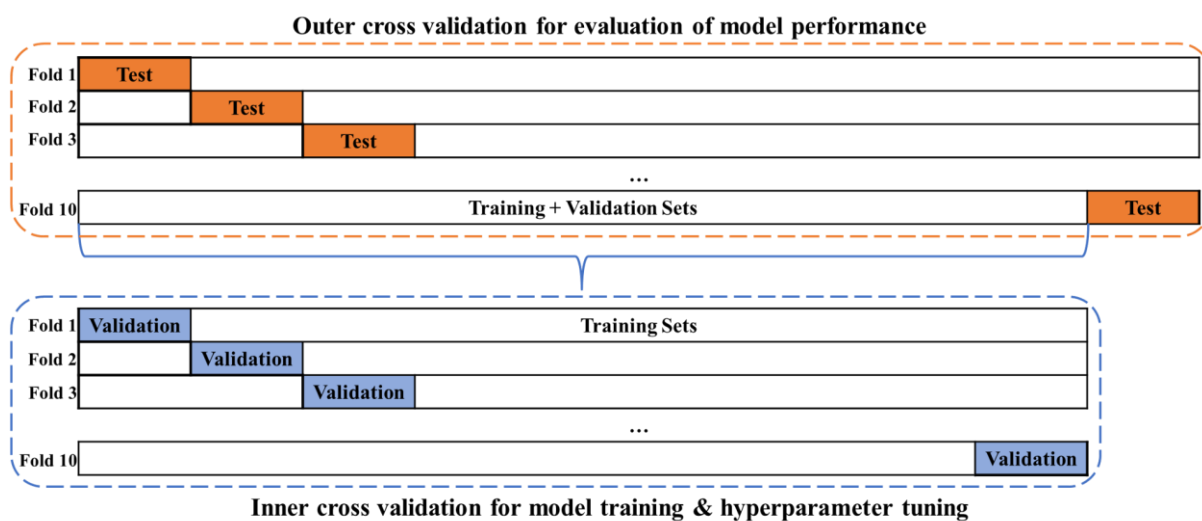 Outer cross validation for evaluation of model performance
Fold 1 Test
Fold 2 Test
Fold 3 Test
...
Fold 10 Training + Validation Sets Test
Fold 1 Validation Training Sets
Fold 2 Validation
Fold 3 Validation
...
Fold 10 Validation
Inner cross validation for model training & hyperparameter tuning